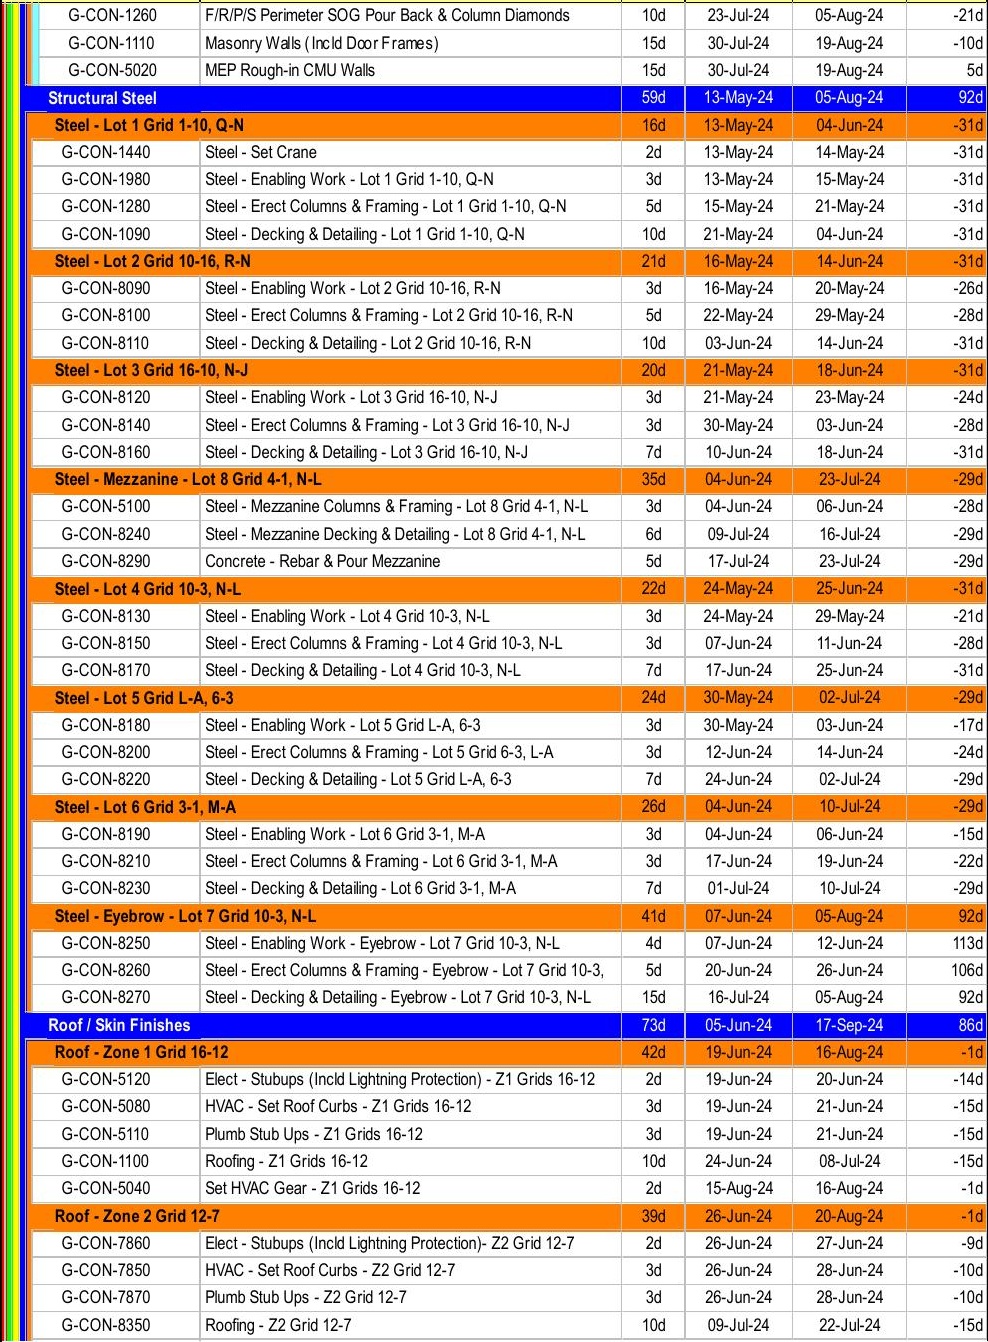 G-CON-1260 F/R/P/S Perimeter SOG Pour Back & Column Diamonds 10d 23-Jul-24 05-Aug-24 -21d
G-CON-1110 Masonry Walls (Incld Door Frames) 15d 30-Jul-24 19-Aug-24 -10d
G-CON-5020 MEP Rough-in CMU Walls 15d 30-Jul-24 19-Aug-24 5d
Structural Steel 59d 13-May-24 05-Aug-24 92d
Steel - Lot 1 Grid 1-10, Q-N 16d 13-May-24 04-Jun-24 -31d
G-CON-1440 Steel - Set Crane 2d 13-May-24 14-May-24 -31d
G-CON-1980 Steel - Enabling Work - Lot 1 Grid 1-10, Q-N 3d 13-May-24 15-May-24 -31d
G-CON-1280 Steel - Erect Columns & Framing - Lot 1 Grid 1-10, Q-N 5d 15-May-24 21-May-24 -31d
G-CON-1090 Steel - Decking & Detailing - Lot 1 Grid 1-10, Q-N 10d 21-May-24 04-Jun-24 -31d
Steel - Lot 2 Grid 10-16, R-N 21d 16-May-24 14-Jun-24 -31d
G-CON-8090 Steel - Enabling Work - Lot 2 Grid 10-16, R-N 3d 16-May-24 20-May-24 -26d
G-CON-8100 Steel - Erect Columns & Framing - Lot 2 Grid 10-16, R-N 5d 22-May-24 29-May-24 -28d
G-CON-8110 Steel - Decking & Detailing - Lot 2 Grid 10-16, R-N 10d 03-Jun-24 14-Jun-24 -31d
Steel - Lot 3 Grid 16-10, N-J 20d 21-May-24 18-Jun-24 -31d
G-CON-8120 Steel - Enabling Work - Lot 3 Grid 16-10, N-J 3d 21-May-24 23-May-24 -24d
G-CON-8140 Steel - Erect Columns & Framing - Lot 3 Grid 16-10, N-J 3d 30-May-24 03-Jun-24 -28d
G-CON-8160 Steel - Decking & Detailing - Lot 3 Grid 16-10, N-J 7d 10-Jun-24 18-Jun-24 -31d
Steel - Mezzanine - Lot 8 Grid 4-1, N-L 35d 04-Jun-24 23-Jul-24 -29d
G-CON-5100 Steel - Mezzanine Columns & Framing - Lot 8 Grid 4-1, N-L 3d 04-Jun-24 06-Jun-24 -28d
G-CON-8240 Steel - Mezzanine Decking & Detailing - Lot 8 Grid 4-1, N-L 6d 09-Jul-24 16-Jul-24 -29d
G-CON-8290 Concrete - Rebar & Pour Mezzanine 5d 17-Jul-24 23-Jul-24 -29d
Steel - Lot 4 Grid 10-3, N-L 22d 24-May-24 25-Jun-24 -31d
G-CON-8130 Steel - Enabling Work - Lot 4 Grid 10-3, N-L 3d 24-May-24 29-May-24 -21d
G-CON-8150 Steel - Erect Columns & Framing - Lot 4 Grid 10-3, N-L 3d 07-Jun-24 11-Jun-24 -28d
G-CON-8170 Steel - Decking & Detailing - Lot 4 Grid 10-3, N-L 7d 17-Jun-24 25-Jun-24 -31d
Steel - Lot 5 Grid L-A, 6-3 24d 30-May-24 02-Jul-24 -29d
G-CON-8180 Steel - Enabling Work - Lot 5 Grid L-A, 6-3 3d 30-May-24 03-Jun-24 -17d
G-CON-8200 Steel - Erect Columns & Framing - Lot 5 Grid 6-3, L-A 3d 12-Jun-24 14-Jun-24 -24d
G-CON-8220 Steel - Decking & Detailing - Lot 5 Grid L-A, 6-3 7d 24-Jun-24 02-Jul-24 -29d
Steel - Lot 6 Grid 3-1, M-A 26d 04-Jun-24 10-Jul-24 -29d
G-CON-8190 Steel - Enabling Work - Lot 6 Grid 3-1, M-A 3d 04-Jun-24 06-Jun-24 -15d
G-CON-8210 Steel - Erect Columns & Framing - Lot 6 Grid 3-1, M-A 3d 17-Jun-24 19-Jun-24 -22d
G-CON-8230 Steel - Decking & Detailing - Lot 6 Grid 3-1, M-A 7d 01-Jul-24 10-Jul-24 -29d
Steel - Eyebrow - Lot 7 Grid 10-3, N-L 41d 07-Jun-24 05-Aug-24 92d
G-CON-8250 Steel - Enabling Work - Eyebrow - Lot 7 Grid 10-3, N-L 4d 07-Jun-24 12-Jun-24 113d
G-CON-8260 Steel - Erect Columns & Framing - Eyebrow - Lot 7 Grid 10-3, 5d 20-Jun-24 26-Jun-24 106d
G-CON-8270 Steel - Decking & Detailing - Eyebrow - Lot 7 Grid 10-3, N-L 15d 16-Jul-24 05-Aug-24 92d
Roof / Skin Finishes 73d 05-Jun-24 17-Sep-24 86d
Roof - Zone 1 Grid 16-12 42d 19-Jun-24 16-Aug-24 -1d
G-CON-5120 Elect - Stubups (Incld Lightning Protection) - Z1 Grids 16-12 2d 19-Jun-24 20-Jun-24 -14d
G-CON-5080 HVAC - Set Roof Curbs - Z1 Grids 16-12 3d 19-Jun-24 21-Jun-24 -15d
G-CON-5110 Plumb Stub Ups - Z1 Grids 16-12 3d 19-Jun-24 21-Jun-24 -15d
G-CON-1100 Roofing - Z1 Grids 16-12 10d 24-Jun-24 08-Jul-24 -15d
G-CON-5040 Set HVAC Gear - Z1 Grids 16-12 2d 15-Aug-24 16-Aug-24 -1d
Roof - Zone 2 Grid 12-7 39d 26-Jun-24 20-Aug-24 -1d
G-CON-7860 Elect - Stubups (Incld Lightning Protection)- Z2 Grid 12-7 2d 26-Jun-24 27-Jun-24 -9d
G-CON-7850 HVAC - Set Roof Curbs - Z2 Grid 12-7 3d 26-Jun-24 28-Jun-24 -10d
G-CON-7870 Plumb Stub Ups - Z2 Grid 12-7 3d 26-Jun-24 28-Jun-24 -10d
G-CON-8350 Roofing - Z2 Grid 12-7 10d 09-Jul-24 22-Jul-24 -15d